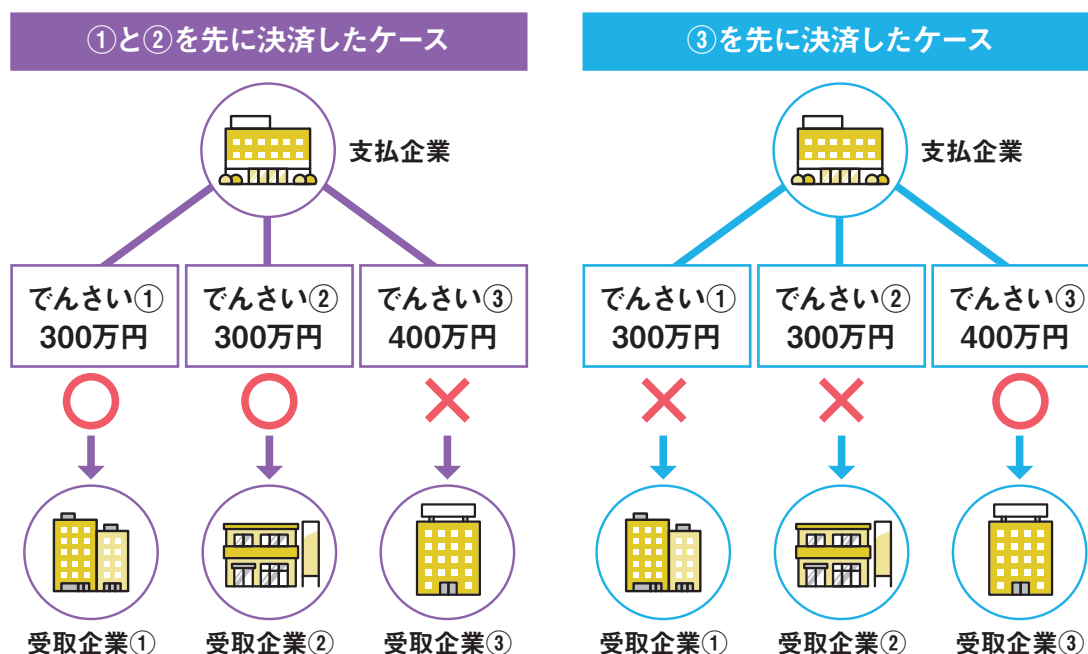 ①と②を先に決済したケース
支払企業
でんさい①
300万円
でんさい②
300万円
でんさい③
400万円
受取企業①
受取企業②
受取企業③
③を先に決済したケース
支払企業
でんさい①
300万円
でんさい②
300万円
でんさい③
400万円
受取企業①
受取企業②
受取企業③